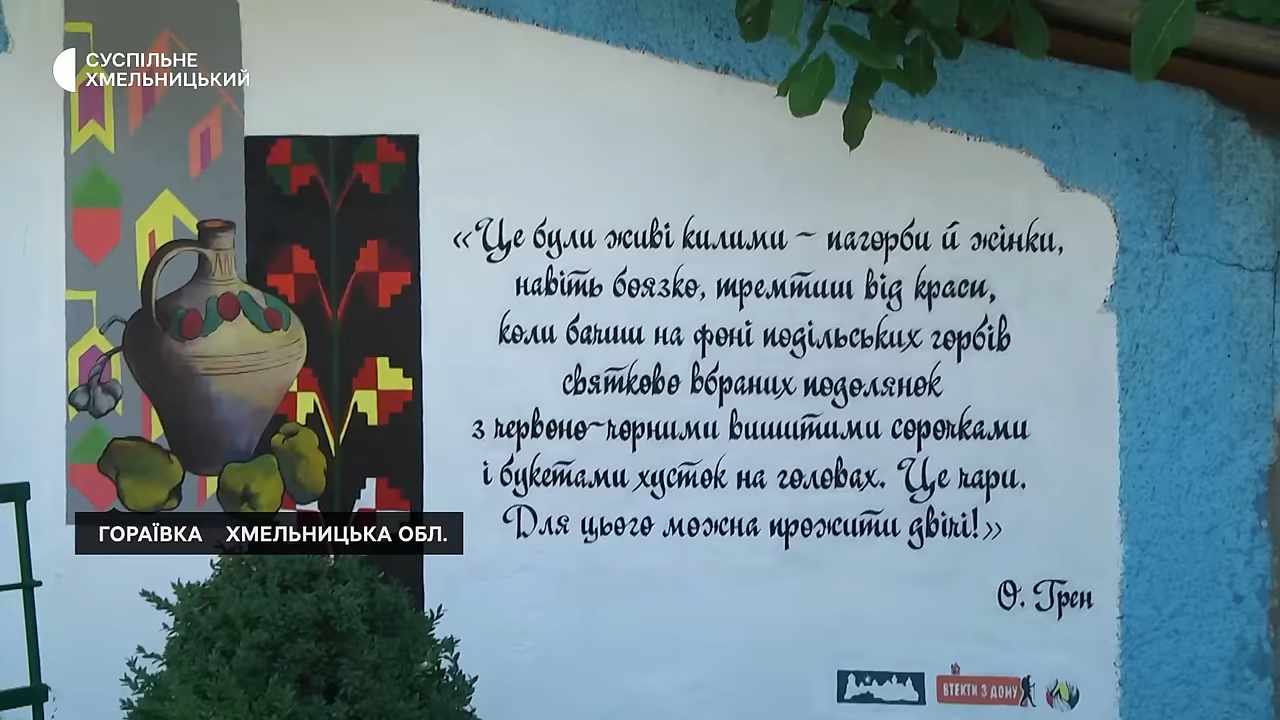 СУСПІЛЬНЕ
ХМЕЛЬНИЦЬКИЙ
«Це були живі килими – пагорби й жінки,
навіть боязко, тремтиш від краси,
коли бачиш на фоні подільських горбів
святково вбраних подолянок
з червоно-чорними вишитими сорочками
і букетами хусток на головах. Це чари.
Для цього можна прожити двічі!»
О. Грен
ГОРАЇВКА ХМЕЛЬНИЦЬКА ОБЛ.
ВТЕКТИ З ДОМУ